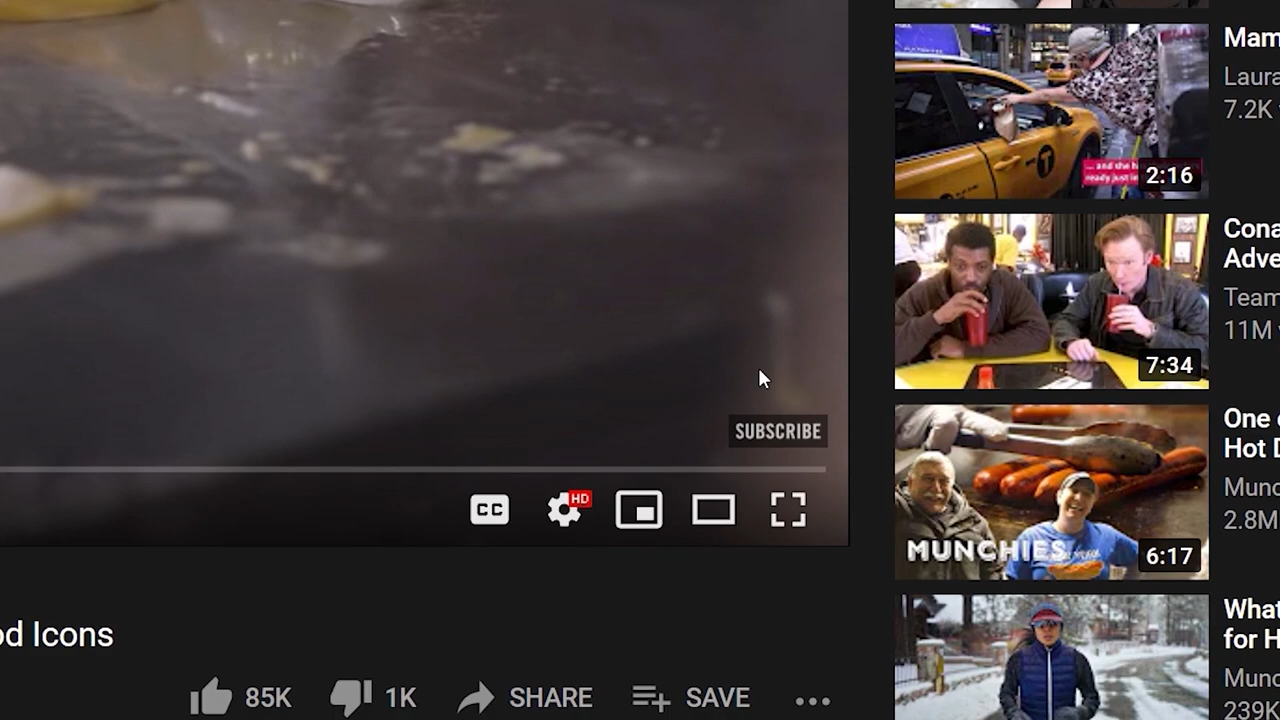 SUBSCRIBE
CC
HD
od Icons
85K
1K
SHARE
SAVE
... and she h
ready just in
T
2:16
Mam
Laura
7.2K
7:34
Cona
Adve
Team
11M
MUNCHIES
6:17
One
Hot D
Munc
2.8M
What
for H
Munc
239K